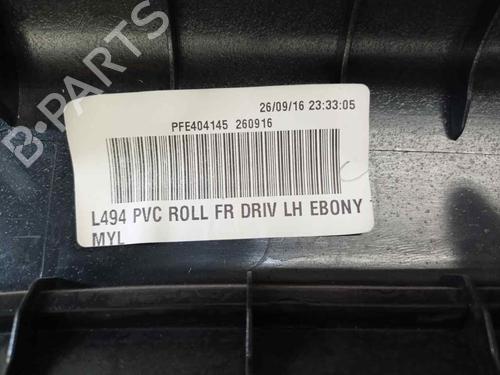 B-PARTS
26/09/16 23:33:05
PFE404145 260916
L494 PVC ROLL FR DRIV LH EBONY
MYL